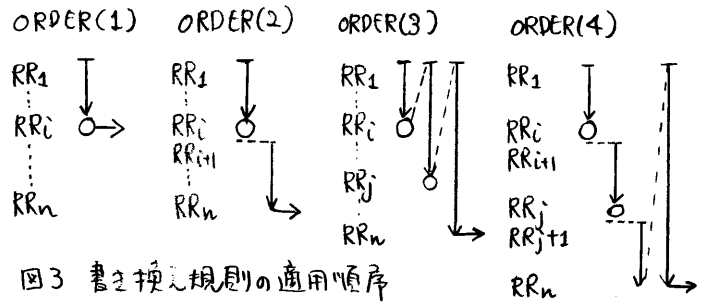 ORDER(1)
RR1
RRi
RRn
ORDER(2)
RR1
RRi
RRi+1
RRn
ORDER(3)
RR1
RRi
RRj
RRn
ORDER(4)
RR1
RRi
RRi+1
RRj
RRj+1
RRn
図3 書き換え規則の適用順序